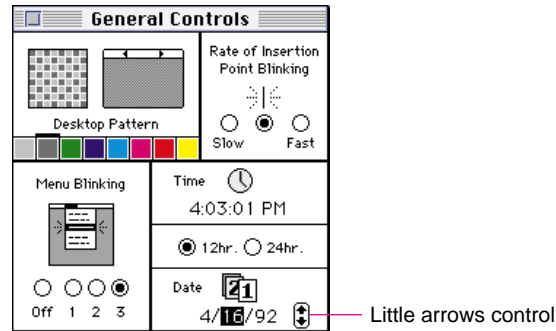 General Controls
Desktop Pattern
Rate of Insertion
Point Blinking
Slow Fast
Menu Blinking
Off 1 2 3
Time
4:03:01 PM
12hr. 24hr.
Date
21
4/16/92
Little arrows control